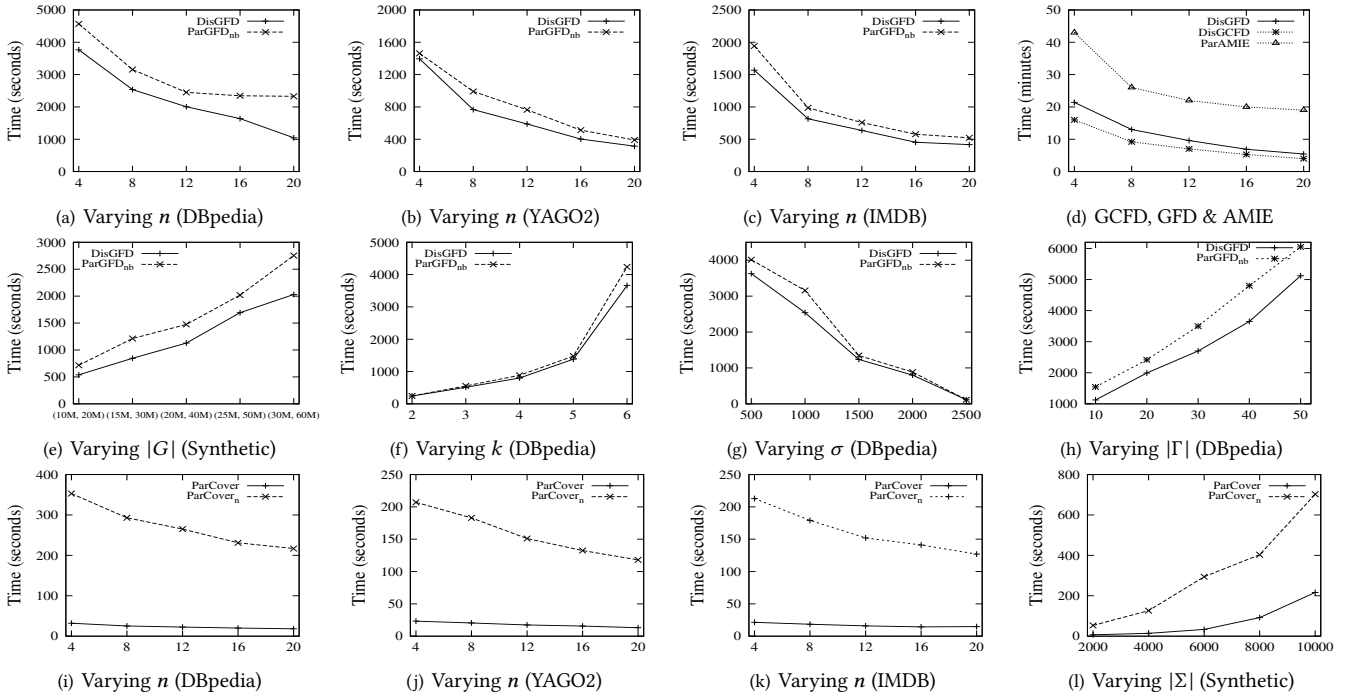 5000
4000
3000
2000
1000
0
Time (seconds)
DisGFD
ParGFDnb
4 8 12 16 20
(a) Varying n (DBpedia)
2000
1600
1200
800
400
0
Time (seconds)
DisGFD
ParGFDnb
4 8 12 16 20
(b) Varying n (YAGO2)
2500
2000
1500
1000
500
0
Time (seconds)
DisGFD
ParGFDnb
4 8 12 16 20
(c) Varying n (IMDB)
50
40
30
20
10
0
Time (minutes)
DisGFD
DisGCFD
ParAMIE
4 8 12 16 20
(d) GCFD, GFD & AMIE
3000
2500
2000
1500
1000
500
0
Time (seconds)
DisGFD
ParGFDnb
(10M, 20M) (15M, 30M) (20M, 40M) (25M, 50M) (30M, 60M)
(e) Varying |G| (Synthetic)
5000
4000
3000
2000
1000
0
Time (seconds)
DisGFD
ParGFDnb
2 3 4 5 6
(f) Varying k (DBpedia)
4000
3000
2000
1000
0
Time (seconds)
DisGFD
ParGFDnb
500 1000 1500 2000 2500
(g) Varying σ (DBpedia)
6000
5000
4000
3000
2000
1000
Time (seconds)
DisGFD
ParGFDnb
10 20 30 40 50
(h) Varying |Γ| (DBpedia)
400
300
200
100
0
Time (seconds)
ParCover
ParCovern
4 8 12 16 20
(i) Varying n (DBpedia)
250
200
150
100
50
0
Time (seconds)
ParCover
ParCovern
4 8 12 16 20
(j) Varying n (YAGO2)
250
200
150
100
50
0
Time (seconds)
ParCover
ParCovern
4 8 12 16 20
(k) Varying n (IMDB)
800
600
400
200
0
Time (seconds)
ParCover
ParCovern
2000 4000 6000 8000 10000
(l) Varying |Σ| (Synthetic)